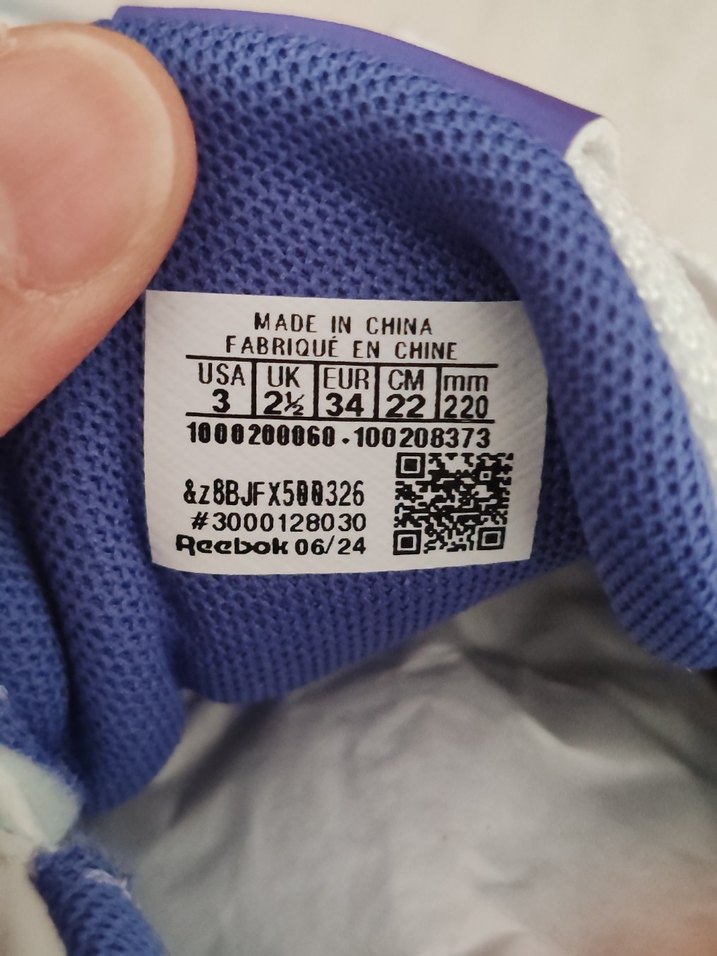 MADE IN CHINA
FABRIQUÉ EN CHINE
USA UK EUR CM mm
3 2½ 34 22 220
1000200060 - 100208373
&z8BJFX500326
#3000128030
Reebok 06/24